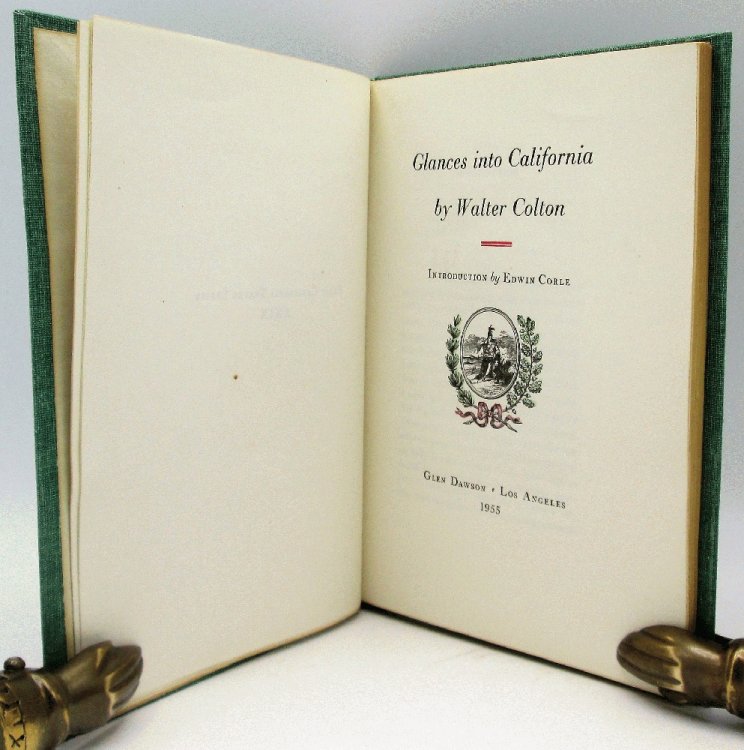 Glances into California
by Walter Colton
INTRODUCTION by EDWIN CORLE
GLEN DAWSON • LOS ANGELES
1955